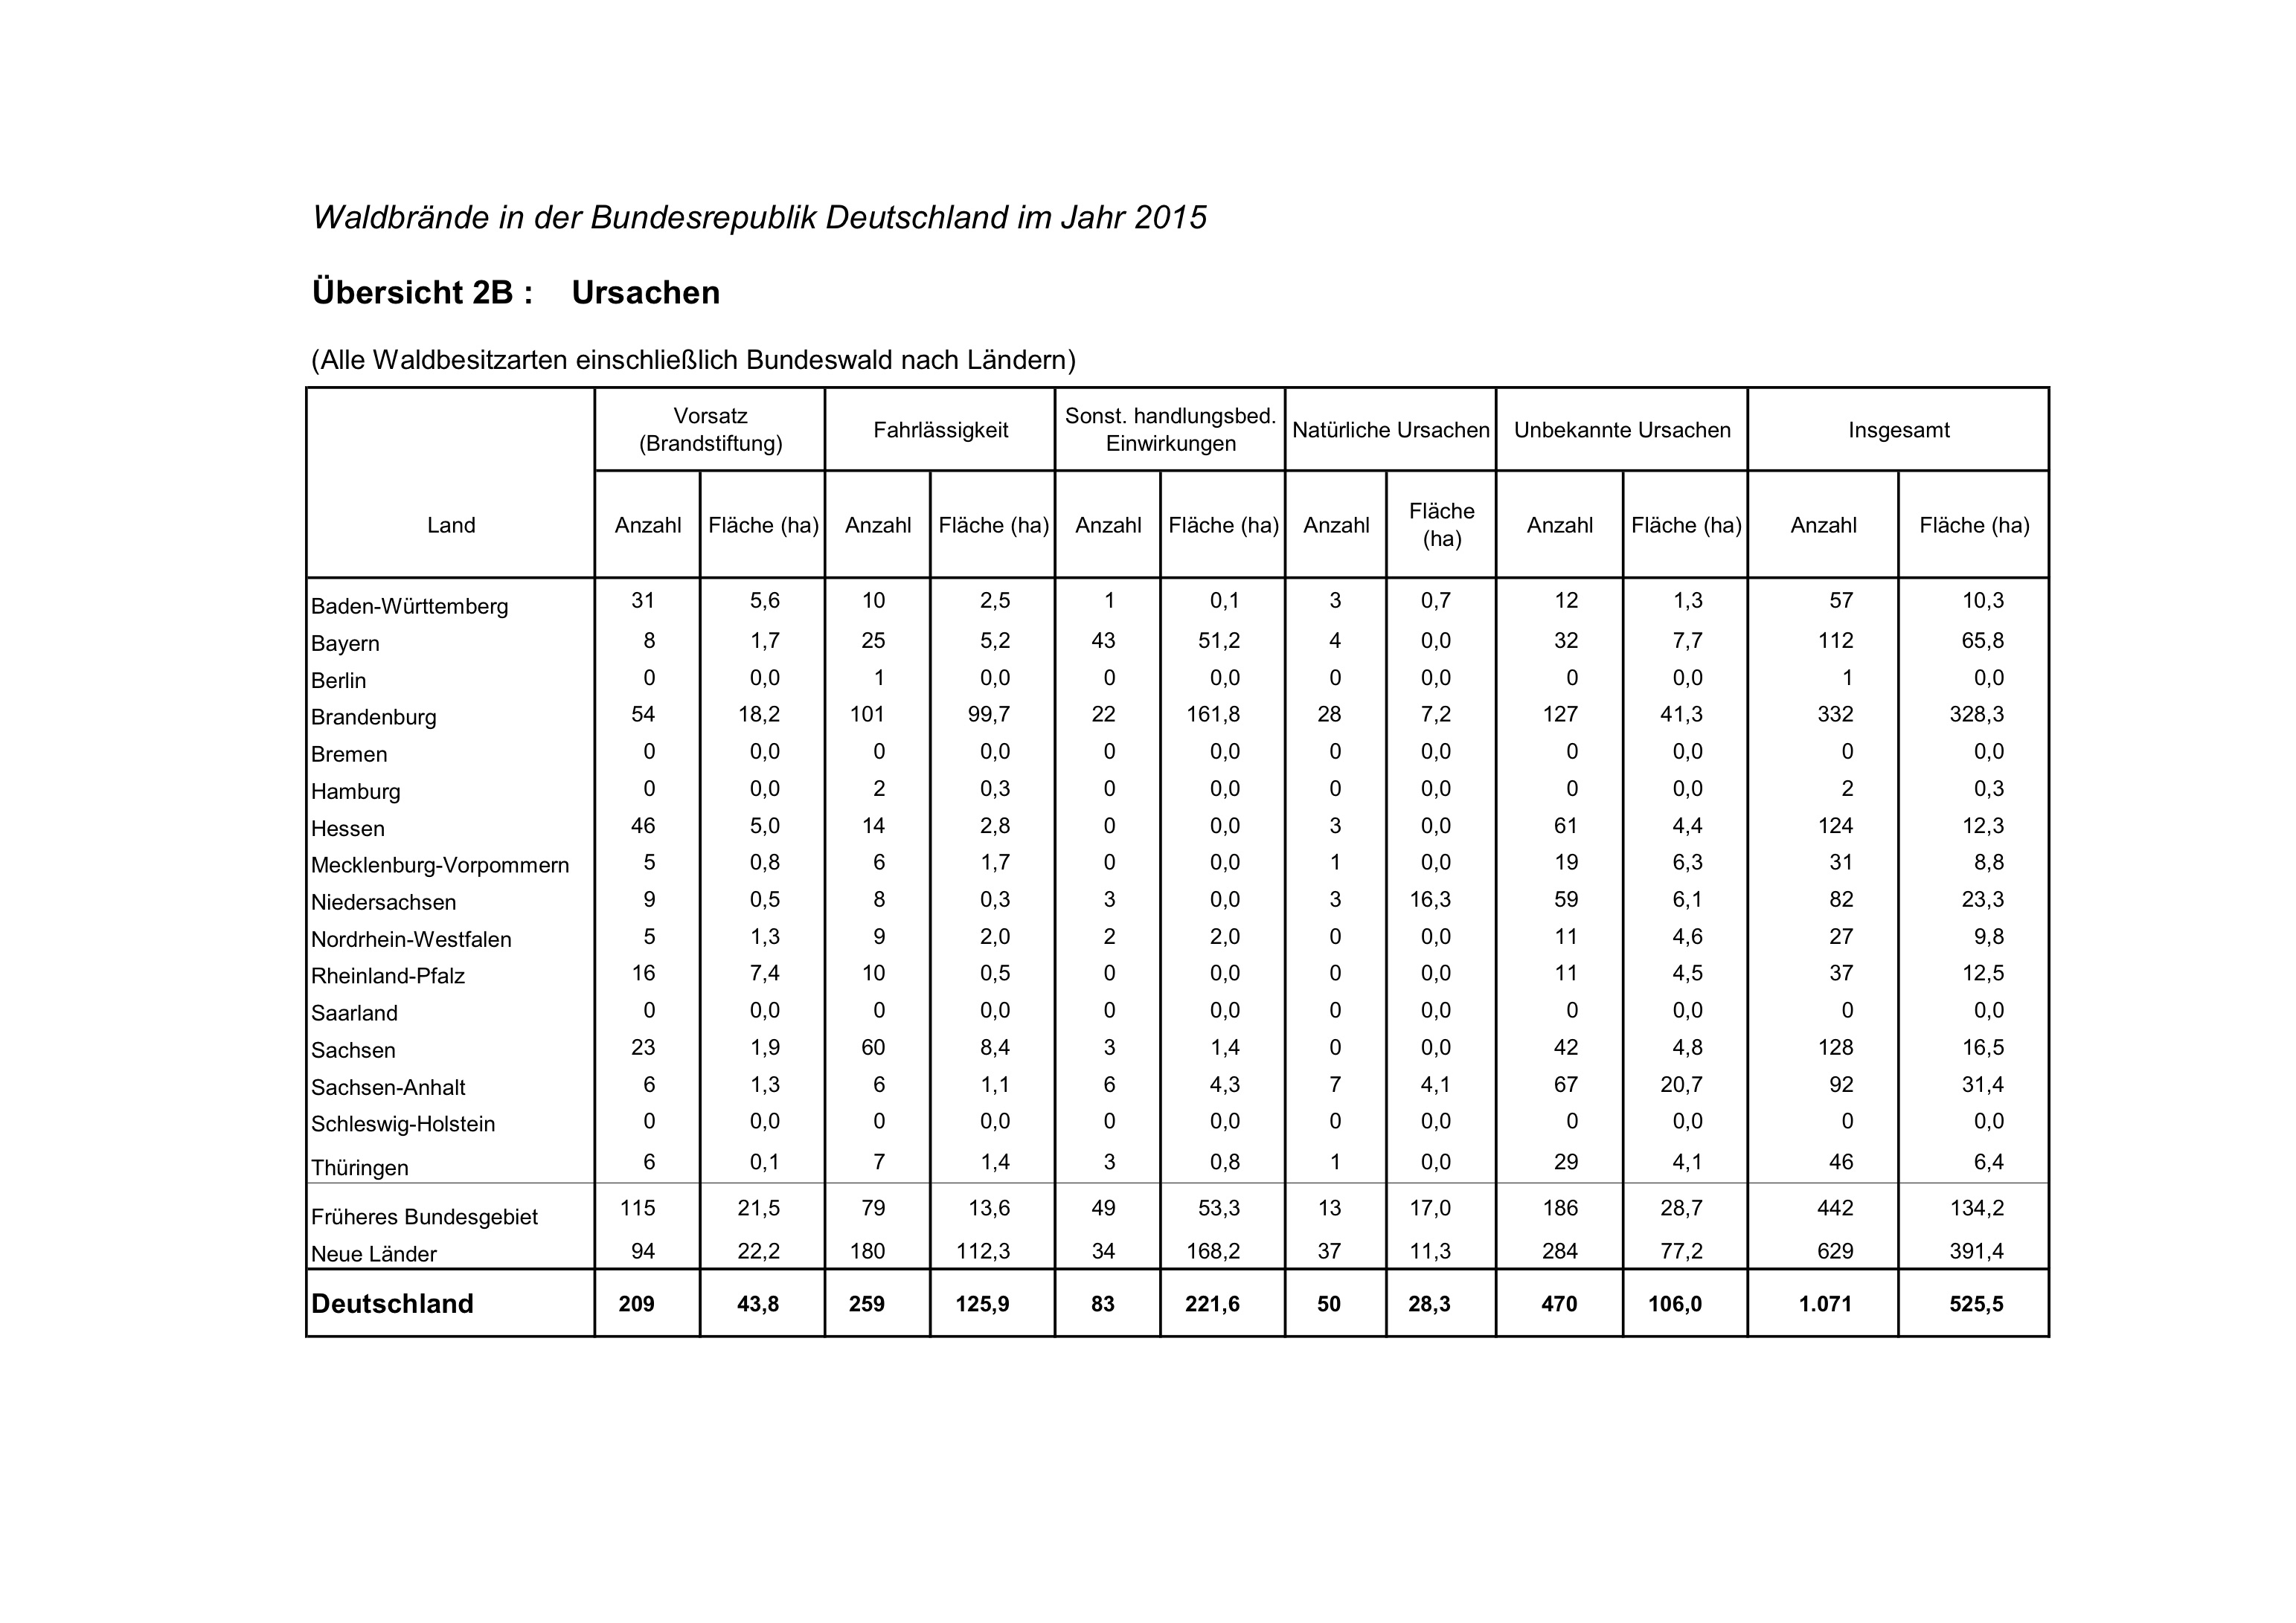 Waldbrände in der Bundesrepublik Deutschland im Jahr 2015
Übersicht 2B : Ursachen
(Alle Waldbesitzarten einschließlich Bundeswald nach Ländern)
Land Vorsatz (Brandstiftung) Fahrlässigkeit Sonst. handlungsbed. Einwirkungen Natürliche Ursachen Unbekannte Ursachen Insgesamt
Anzahl Fläche (ha) Anzahl Fläche (ha) Anzahl Fläche (ha) Anzahl Fläche (ha) Anzahl Fläche (ha) Anzahl Fläche (ha)
Baden-Württemberg 31 5,6 10 2,5 1 0,1 3 0,7 12 1,3 57 10,3
Bayern 8 1,7 25 5,2 43 51,2 4 0,0 32 7,7 112 65,8
Berlin 0 0,0 1 0,0 0 0,0 0 0,0 0 0,0 1 0,0
Brandenburg 54 18,2 101 99,7 22 161,8 28 7,2 127 41,3 332 328,3
Bremen 0 0,0 0 0,0 0 0,0 0 0,0 0 0,0 0 0,0
Hamburg 0 0,0 2 0,3 0 0,0 0 0,0 0 0,0 2 0,3
Hessen 46 5,0 14 2,8 0 0,0 3 0,0 61 4,4 124 12,3
Mecklenburg-Vorpommern 5 0,8 6 1,7 0 0,0 1 0,0 19 6,3 31 8,8
Niedersachsen 9 0,5 8 0,3 3 0,0 3 16,3 59 6,1 82 23,3
Nordrhein-Westfalen 5 1,3 9 2,0 2 2,0 0 0,0 11 4,6 27 9,8
Rheinland-Pfalz 16 7,4 10 0,5 0 0,0 0 0,0 11 4,5 37 12,5
Saarland 0 0,0 0 0,0 0 0,0 0 0,0 0 0,0 0 0,0
Sachsen 23 1,9 60 8,4 3 1,4 0 0,0 42 4,8 128 16,5
Sachsen-Anhalt 6 1,3 6 1,1 6 4,3 7 4,1 67 20,7 92 31,4
Schleswig-Holstein 0 0,0 0 0,0 0 0,0 0 0,0 0 0,0 0 0,0
Thüringen 6 0,1 7 1,4 3 0,8 1 0,0 29 4,1 46 6,4
Früheres Bundesgebiet 115 21,5 79 13,6 49 53,3 13 17,0 186 28,7 442 134,2
Neue Länder 94 22,2 180 112,3 34 168,2 37 11,3 284 77,2 629 391,4
Deutschland 209 43,8 259 125,9 83 221,6 50 28,3 470 106,0 1.071 525,5